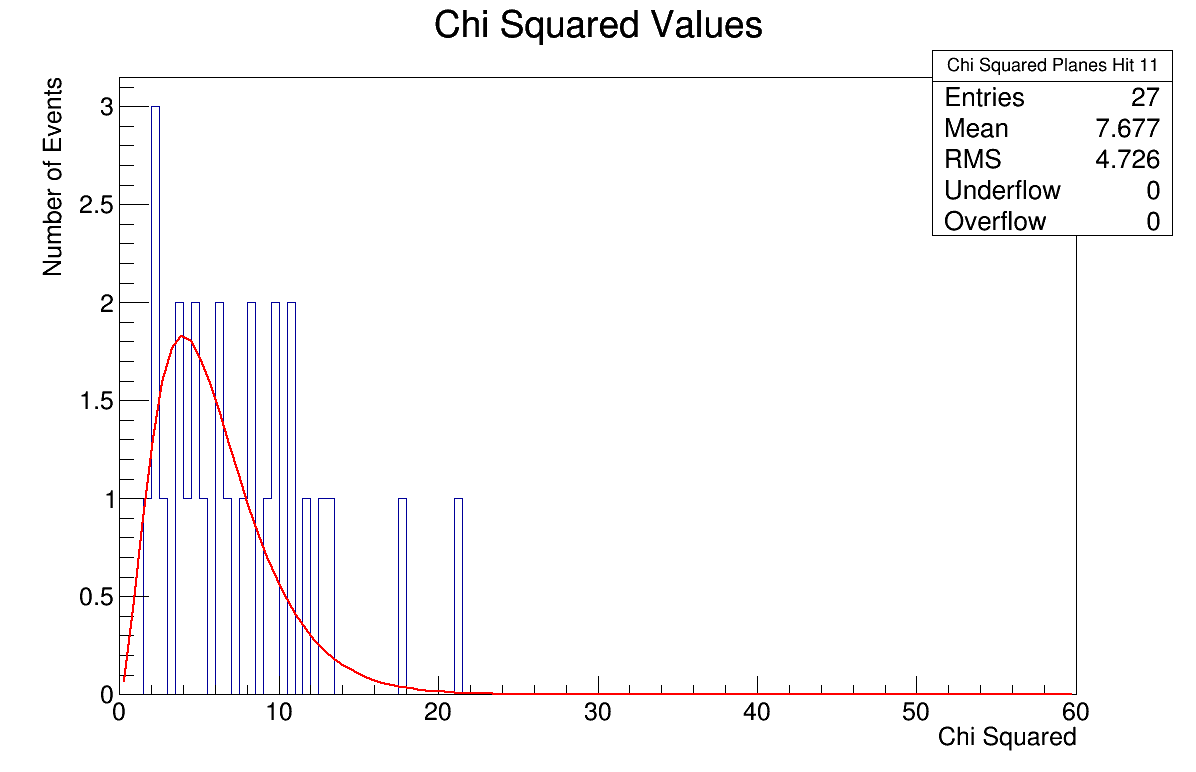 Chi Squared Values
Chi Squared Planes Hit 11
Entries 27
Mean 7.677
RMS 4.726
Underflow 0
Overflow 0
Number of Events
3
2.5
2
1.5
1
0.5
0
0 10 20 30 40 50 60
Chi Squared